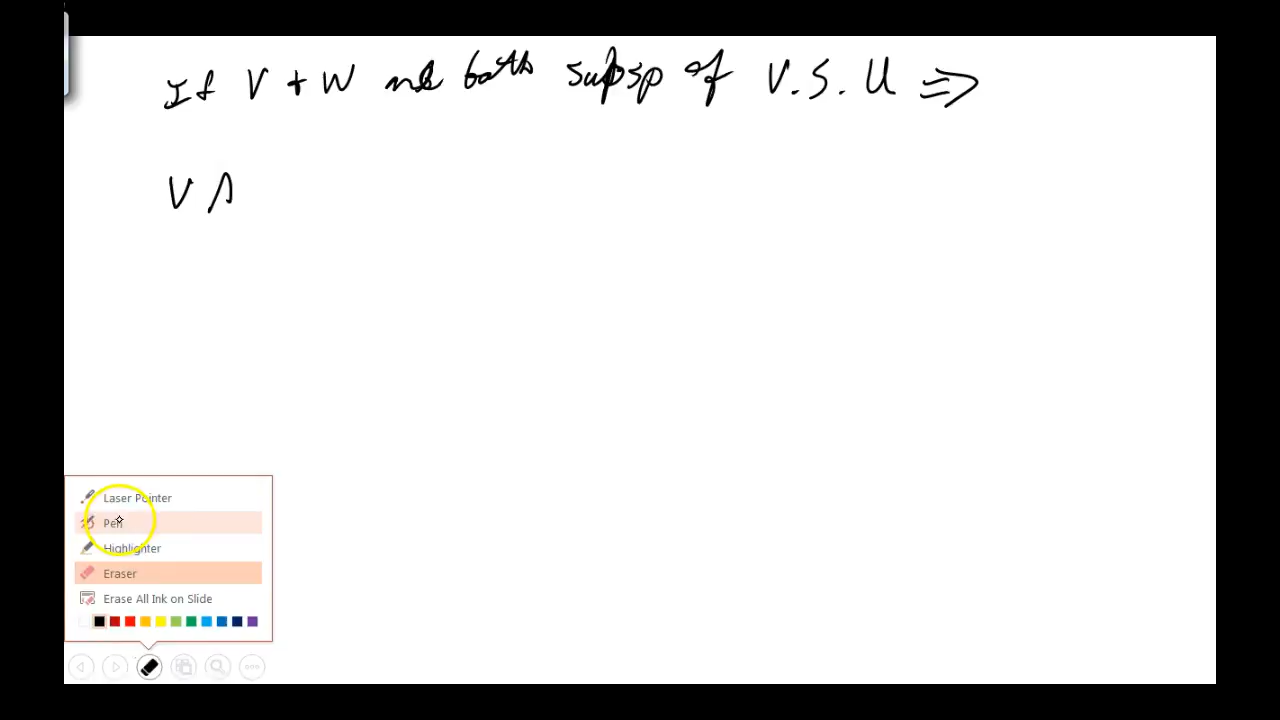 If V + W are both subsp of V.S. U ⇒
V ∩
Laser Pointer
Pen
Highlighter
Eraser
Erase All Ink on Slide